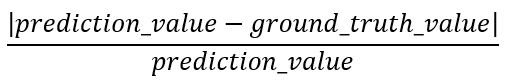 |prediction_value − ground_truth_value|
prediction_value